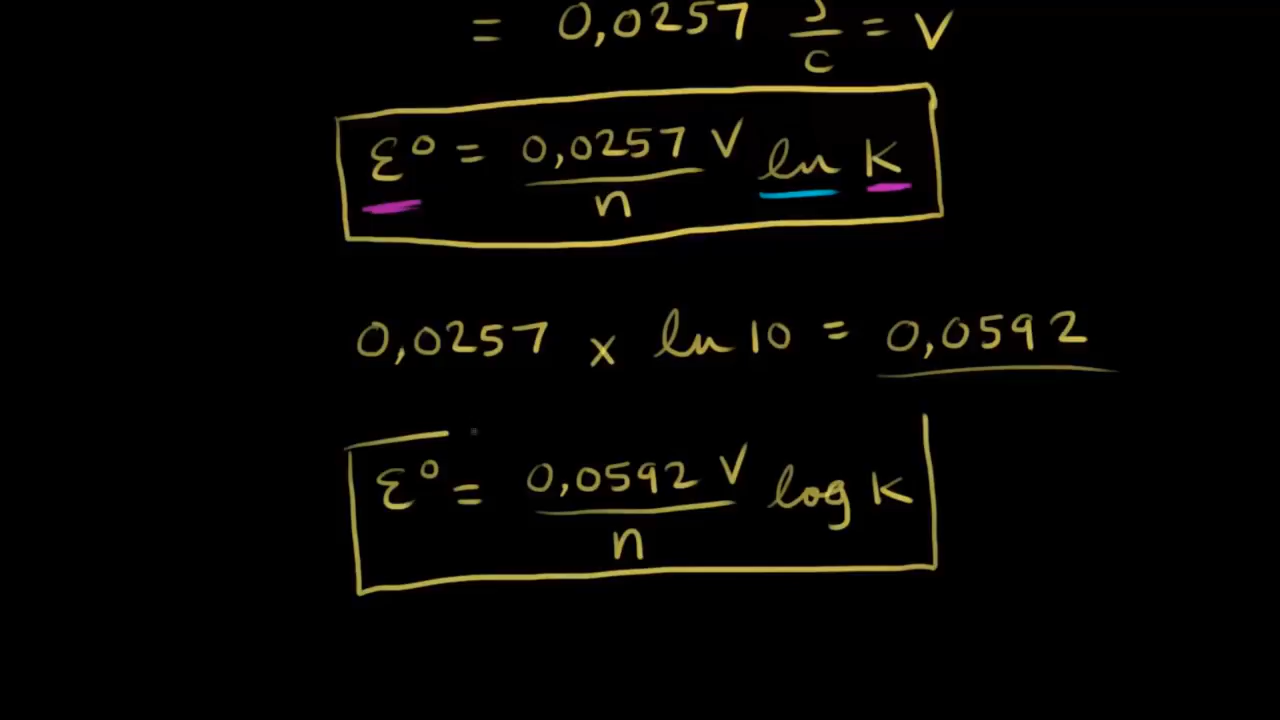 = 0,0257 J/C = V
ε° = 0,0257 V/n ln K
0,0257 x ln 10 = 0,0592
ε° = 0,0592 V/n log K